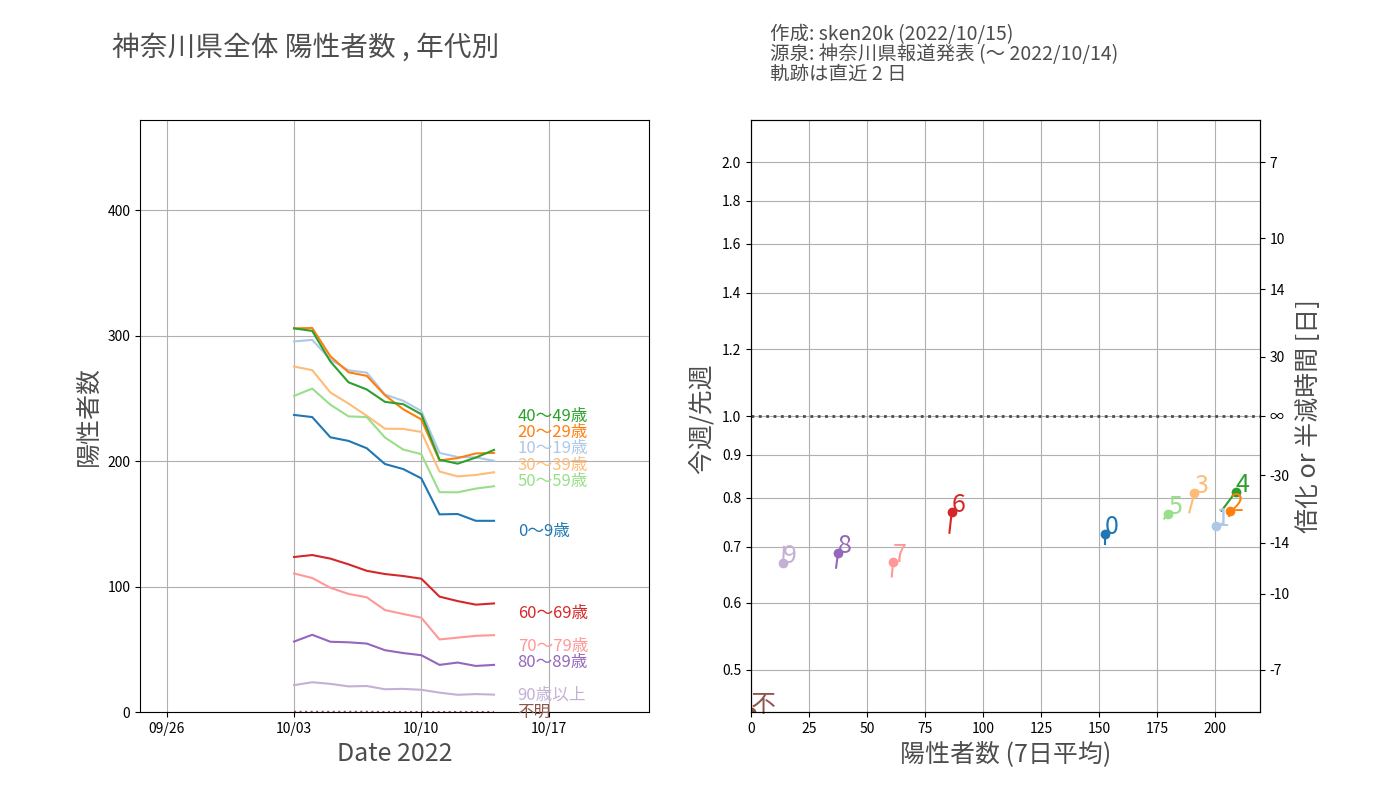 神奈川県全体 陽性者数 , 年代別
作成: sken20k (2022/10/15)
源泉: 神奈川県報道発表 (〜 2022/10/14)
軌跡は直近 2 日
陽性者数
400
300
200
100
0
09/26
10/03
10/10
10/17
Date 2022
40〜49歳
20〜29歳
10〜19歳
30〜39歳
50〜59歳
0〜9歳
60〜69歳
70〜79歳
80〜89歳
90歳以上
不明
今週/先週
2.0
1.8
1.6
1.4
1.2
1.0
0.9
0.8
0.7
0.6
0.5
9
8
7
6
0
5
3
1
2
4
不
0
25
50
75
100
125
150
175
200
陽性者数 (7日平均)
7
10
14
30
∞
-30
-14
-10
-7
倍化 or 半減時間 [日]